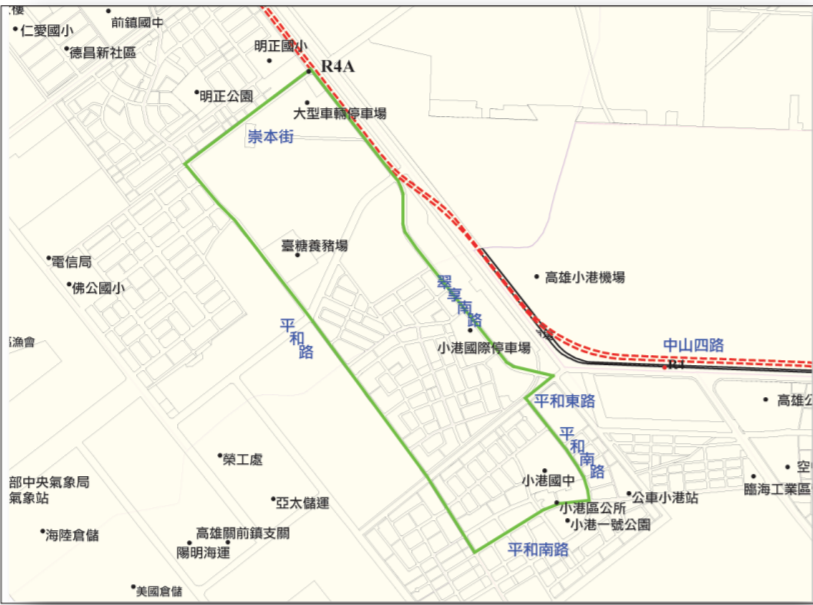 樓
仁愛國小
前鎮國中
德昌新社區
明正國小
R4A
明正公園
大型車輛停車場
崇本街
臺糖養豬場
電信局
佛公國小
翠亨南路
高雄小港機場
平和路
漁會
小港國際停車場
中山四路
R4
平和東路
高雄公
平和南路
榮工處
小港國中
部中央氣象局
氣象站
空
臨海工業區
公車小港站
亞太儲運
小港區公所
小港一號公園
海陸倉儲
高雄關前鎮支關
陽明海運
平和南路
美國倉儲